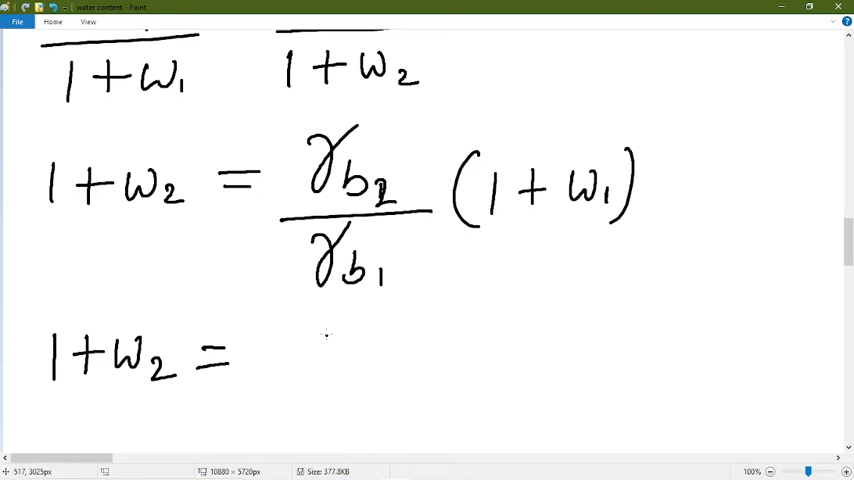 water content - Paint
File Home View
1+w₁ 1+w₂
1+w₂ = γb₂/γb₁ (1+w₁)
1+w₂ =
517, 3025px 10880 × 5720px Size: 377.8KB 100%